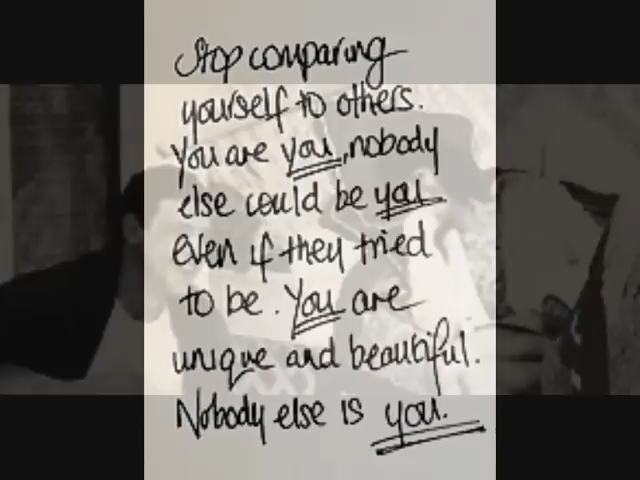 Stop comparing
yourself to others.
You are you, nobody
else could be you
even if they tried
to be. You are
unique and beautiful.
Nobody else is you.